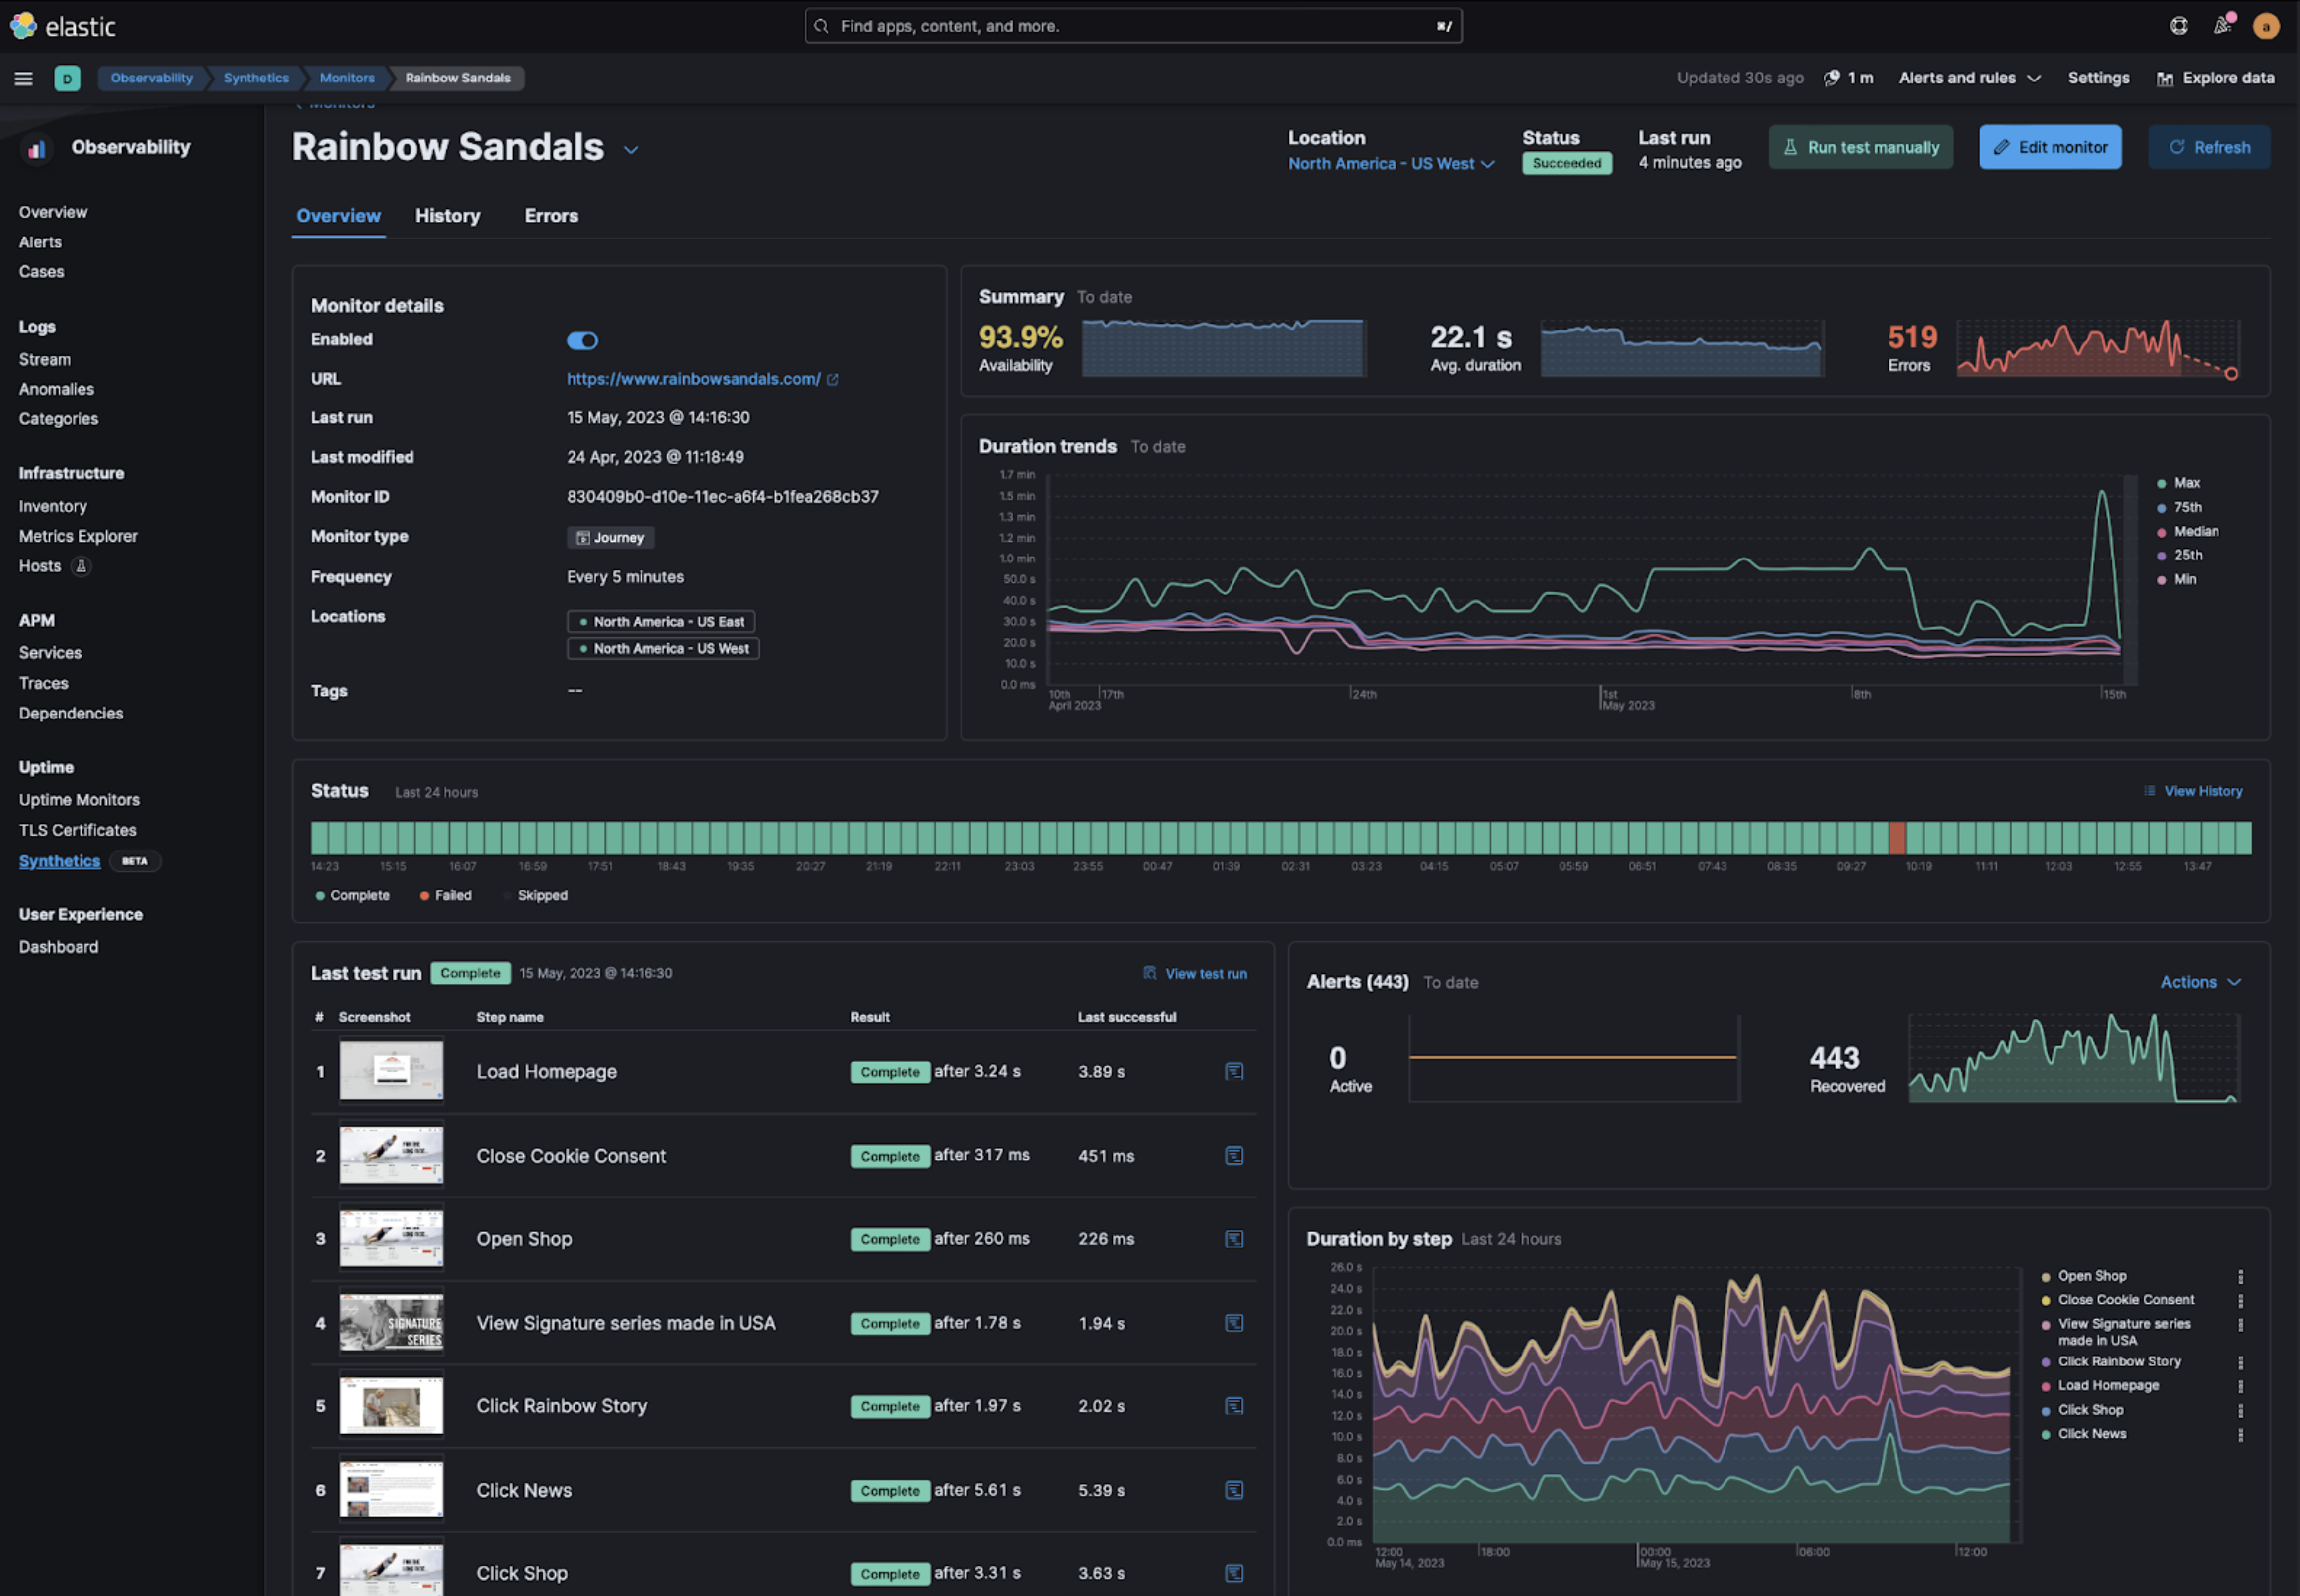 elastic
Find apps, content, and more.
⌘/
a
D
Observability
Synthetics
Monitors
Rainbow Sandals
Updated 30s ago
1 m
Alerts and rules
Settings
Explore data
Monitors
Observability
Overview
Alerts
Cases
Logs
Stream
Anomalies
Categories
Infrastructure
Inventory
Metrics Explorer
Hosts
APM
Services
Traces
Dependencies
Uptime
Uptime Monitors
TLS Certificates
Synthetics BETA
User Experience
Dashboard
Rainbow Sandals
Location
North America - US West
Status
Succeeded
Last run
4 minutes ago
Run test manually
Edit monitor
Refresh
Overview
History
Errors
Monitor details
Enabled
URL https://www.rainbowsandals.com/
Last run 15 May, 2023 @ 14:16:30
Last modified 24 Apr, 2023 @ 11:18:49
Monitor ID 830409b0-d10e-11ec-a6f4-b1fea268cb37
Monitor type Journey
Frequency Every 5 minutes
Locations North America - US East
North America - US West
Tags --
Summary To date
93.9%
Availability
22.1 s
Avg. duration
519
Errors
Duration trends To date
1.7 min
1.5 min
1.3 min
1.2 min
1.0 min
50.0 s
40.0 s
30.0 s
20.0 s
10.0 s
0.0 ms
10th 17th 24th 1st 8th 15th
April 2023 May 2023
Max
75th
Median
25th
Min
Status Last 24 hours
View History
14:23 15:15 16:07 16:59 17:51 18:43 19:35 20:27 21:19 22:11 23:03 23:55 00:47 01:39 02:31 03:23 04:15 05:07 05:59 06:51 07:43 08:35 09:27 10:19 11:11 12:03 12:55 13:47
Complete Failed Skipped
Last test run Complete 15 May, 2023 @ 14:16:30
View test run
# Screenshot Step name Result Last successful
1 Load Homepage Complete after 3.24 s 3.89 s
2 Close Cookie Consent Complete after 317 ms 451 ms
3 Open Shop Complete after 260 ms 226 ms
4 View Signature series made in USA Complete after 1.78 s 1.94 s
SIGNATURE
SERIES
5 Click Rainbow Story Complete after 1.97 s 2.02 s
6 Click News Complete after 5.61 s 5.39 s
7 Click Shop Complete after 3.31 s 3.63 s
Alerts (443) To date
Actions
0
Active
443
Recovered
Duration by step Last 24 hours
26.0 s
24.0 s
22.0 s
20.0 s
18.0 s
16.0 s
14.0 s
12.0 s
10.0 s
8.0 s
6.0 s
4.0 s
2.0 s
0.0 ms
12:00 18:00 00:00 06:00 12:00
May 14, 2023 May 15, 2023
Open Shop
Close Cookie Consent
View Signature series
made in USA
Click Rainbow Story
Load Homepage
Click Shop
Click News